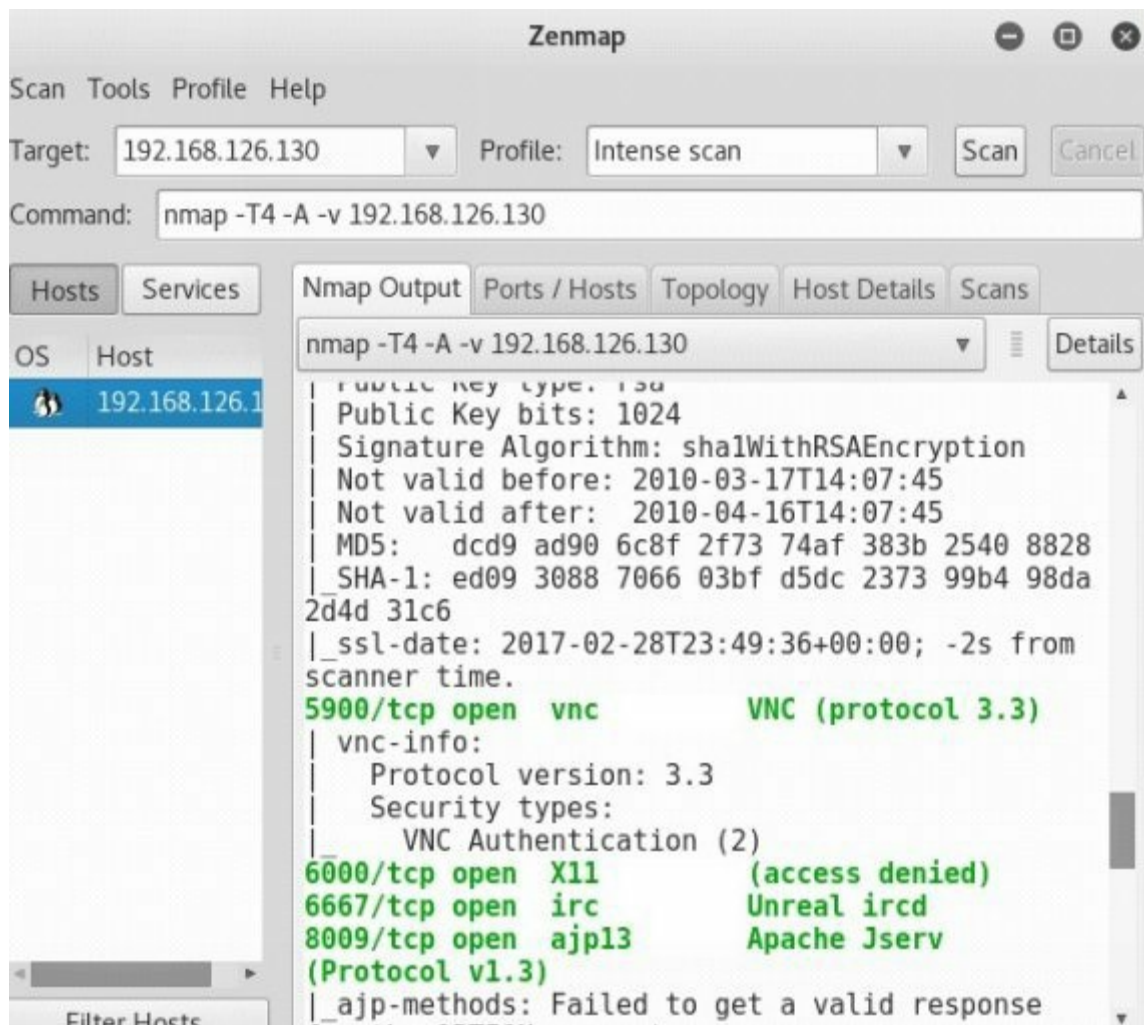 Zenmap
Scan Tools Profile Help
Target: 192.168.126.130 Profile: Intense scan Scan Cancel
Command: nmap -T4 -A -v 192.168.126.130
Hosts Services
Nmap Output Ports / Hosts Topology Host Details Scans
OS Host
192.168.126.1
nmap -T4 -A -v 192.168.126.130 Details
| Public Key type: rsa
| Public Key bits: 1024
| Signature Algorithm: sha1WithRSAEncryption
| Not valid before: 2010-03-17T14:07:45
| Not valid after: 2010-04-16T14:07:45
| MD5: dcd9 ad90 6c8f 2f73 74af 383b 2540 8828
|_SHA-1: ed09 3088 7066 03bf d5dc 2373 99b4 98da
2d4d 31c6
|_ssl-date: 2017-02-28T23:49:36+00:00; -2s from
scanner time.
5900/tcp open vnc VNC (protocol 3.3)
| vnc-info:
| Protocol version: 3.3
| Security types:
|_ VNC Authentication (2)
6000/tcp open X11 (access denied)
6667/tcp open irc Unreal ircd
8009/tcp open ajp13 Apache Jserv
(Protocol v1.3)
|_ajp-methods: Failed to get a valid response
Filter Hosts